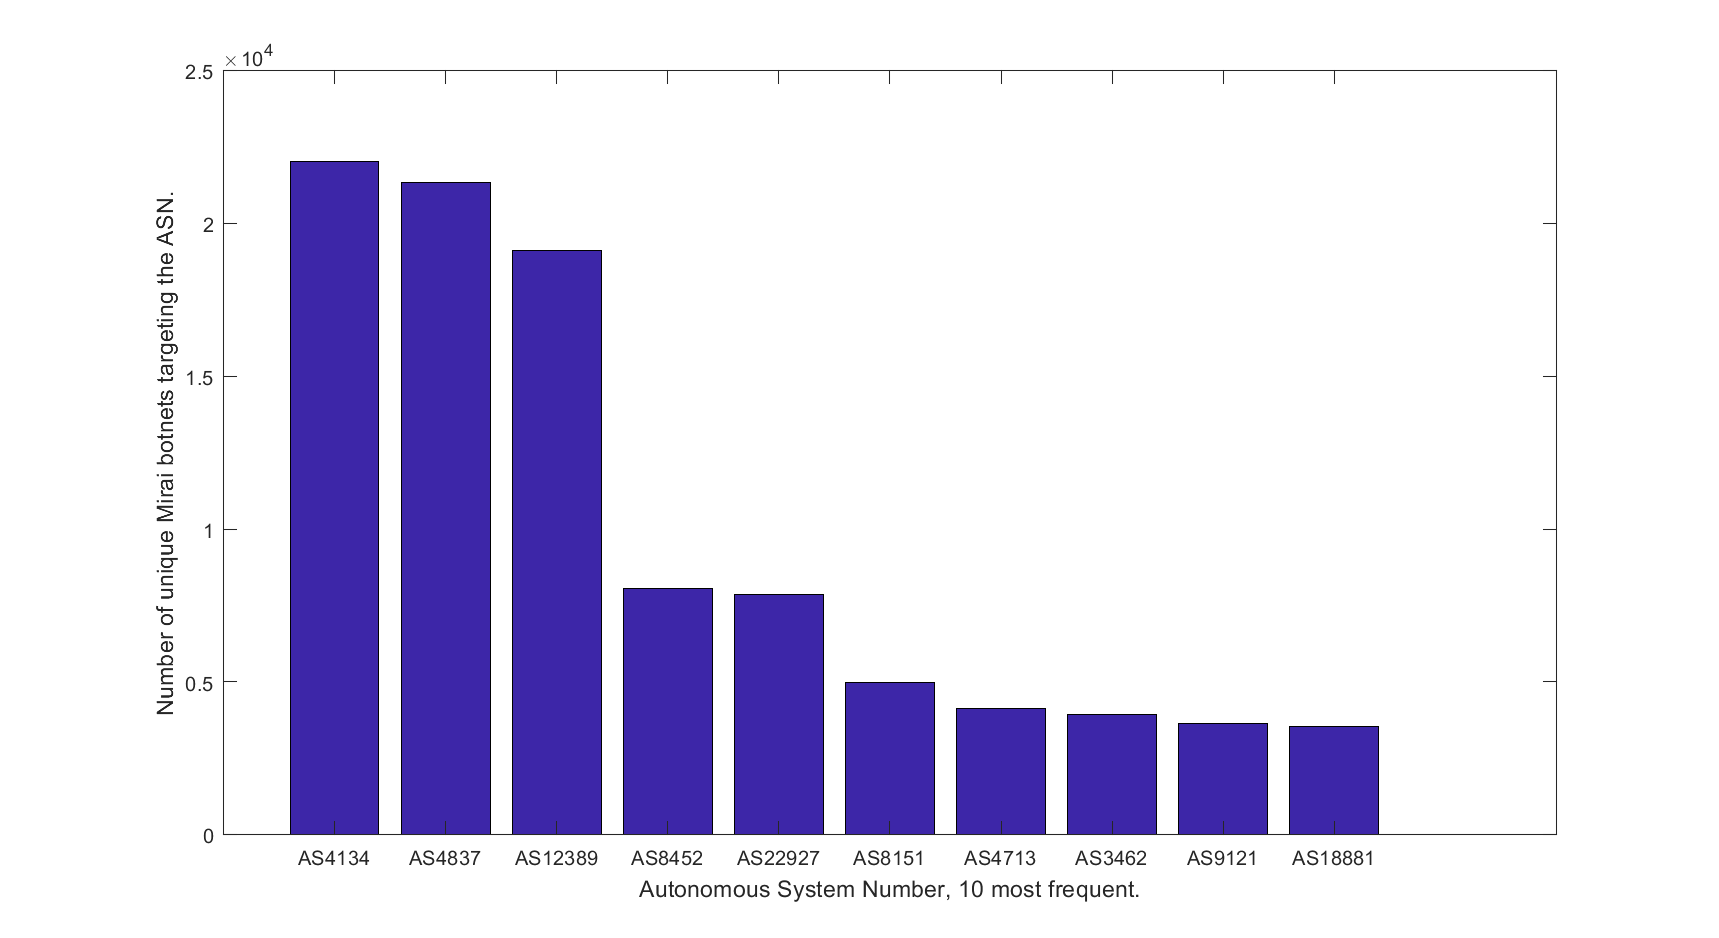 ×10⁴
2.5
2
1.5
1
0.5
0
Number of unique Mirai botnets targeting the ASN.
AS4134 AS4837 AS12389 AS8452 AS22927 AS8151 AS4713 AS3462 AS9121 AS18881
Autonomous System Number, 10 most frequent.